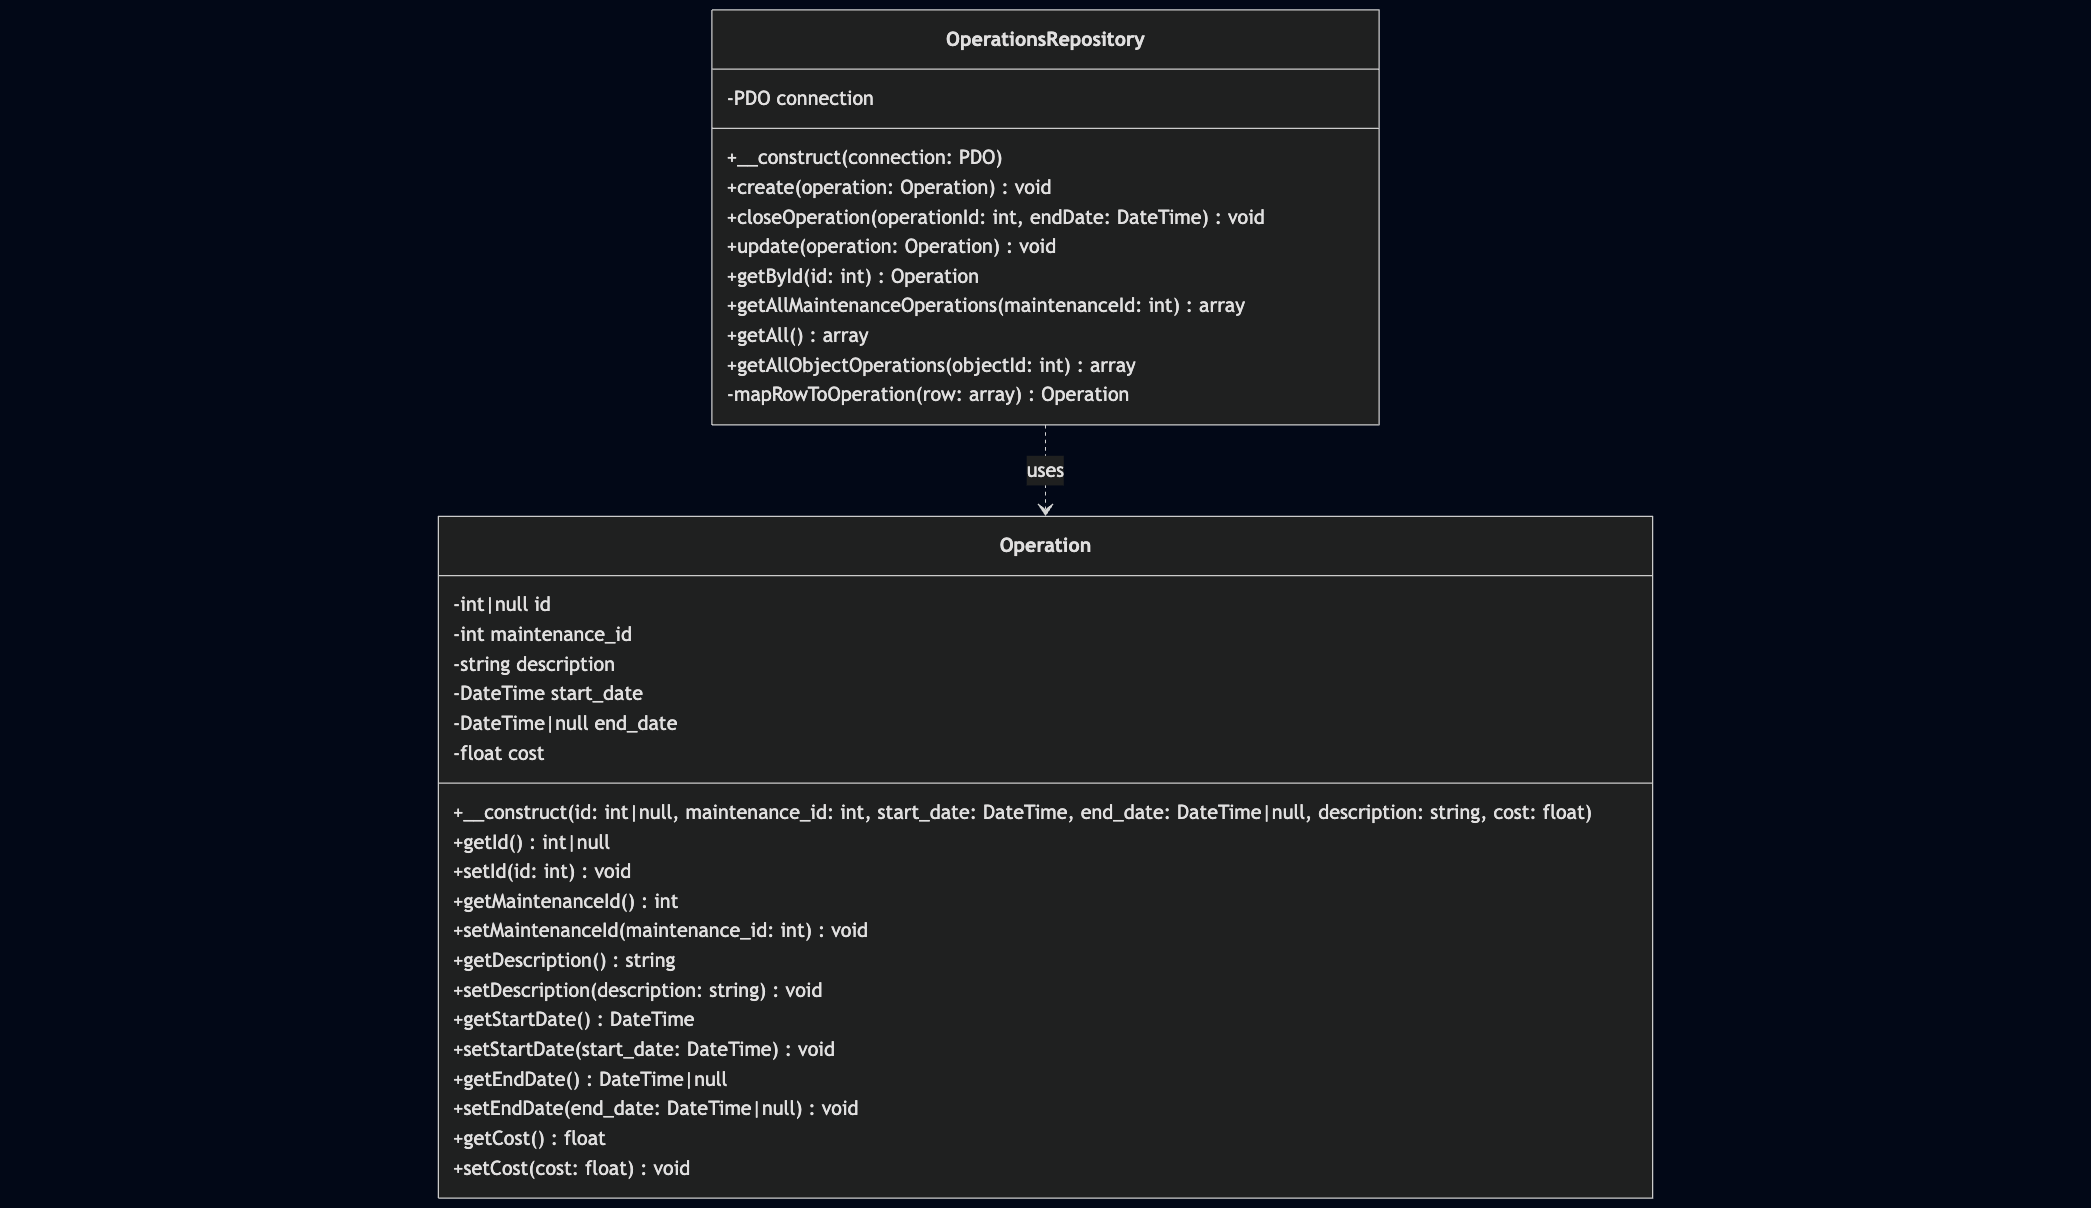 OperationsRepository
-PDO connection
+__construct(connection: PDO)
+create(operation: Operation) : void
+closeOperation(operationId: int, endDate: DateTime) : void
+update(operation: Operation) : void
+getById(id: int) : Operation
+getAllMaintenanceOperations(maintenanceId: int) : array
+getAll() : array
+getAllObjectOperations(objectId: int) : array
-mapRowToOperation(row: array) : Operation
uses
Operation
-int|null id
-int maintenance_id
-string description
-DateTime start_date
-DateTime|null end_date
-float cost
+__construct(id: int|null, maintenance_id: int, start_date: DateTime, end_date: DateTime|null, description: string, cost: float)
+getId() : int|null
+setId(id: int) : void
+getMaintenanceId() : int
+setMaintenanceId(maintenance_id: int) : void
+getDescription() : string
+setDescription(description: string) : void
+getStartDate() : DateTime
+setStartDate(start_date: DateTime) : void
+getEndDate() : DateTime|null
+setEndDate(end_date: DateTime|null) : void
+getCost() : float
+setCost(cost: float) : void